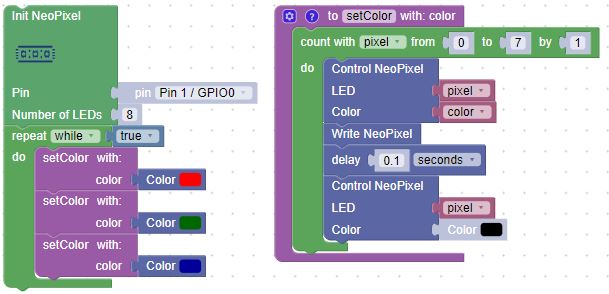 Init NeoPixel
Pin pin Pin 1 / GPIO0
Number of LEDs 8
repeat while true
do setColor with:
color Color
setColor with:
color Color
setColor with:
color Color
? to setColor with: color
count with pixel from 0 to 7 by 1
do Control NeoPixel
LED pixel
Color color
Write NeoPixel
delay 0.1 seconds
Control NeoPixel
LED pixel
Color Color